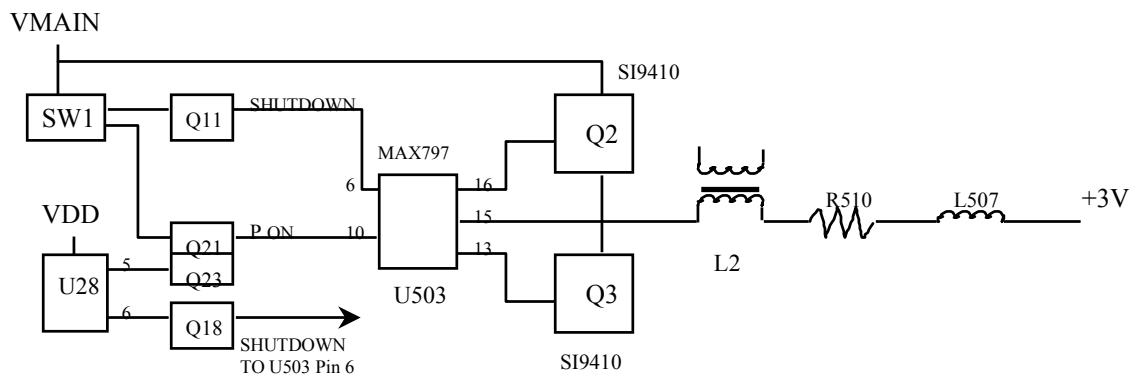 VMAIN
SI9410
SW1
Q11
SHUTDOWN
Q2
MAX797
6
16
R510
L507
+3V
VDD
P ON
10
15
Q21
13
L2
5
Q23
U28
U503
Q3
6
Q18
SHUTDOWN
TO U503 Pin 6
SI9410